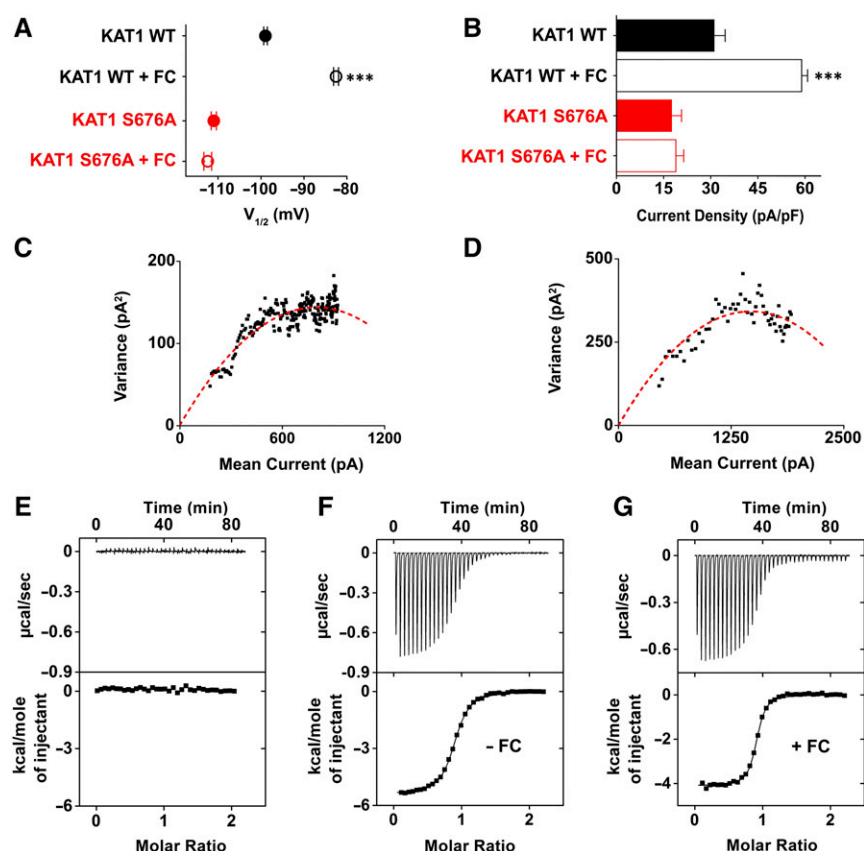 A
KAT1 WT
KAT1 WT + FC
***
KAT1 S676A
KAT1 S676A + FC
−110 −100 −90 −80
V1/2 (mV)
B
KAT1 WT
KAT1 WT + FC
***
KAT1 S676A
KAT1 S676A + FC
0 15 30 45 60
Current Density (pA/pF)
C
200
100
0
Variance (pA2)
0 600 1200
Mean Current (pA)
D
500
250
0
Variance (pA2)
0 1250 2500
Mean Current (pA)
E
Time (min)
0 40 80
0
−0.3
−0.6
−0.9
µcal/sec
0
−3
−6
kcal/mole
of injectant
0 1 2
Molar Ratio
F
Time (min)
0 40 80
0
−0.3
−0.6
−0.9
µcal/sec
0
−3
−6
kcal/mole
of injectant
− FC
0 1 2
Molar Ratio
G
Time (min)
0 40 80
0
−0.3
−0.6
µcal/sec
0
−2
−4
kcal/mole
of injectant
+ FC
0 1 2
Molar Ratio